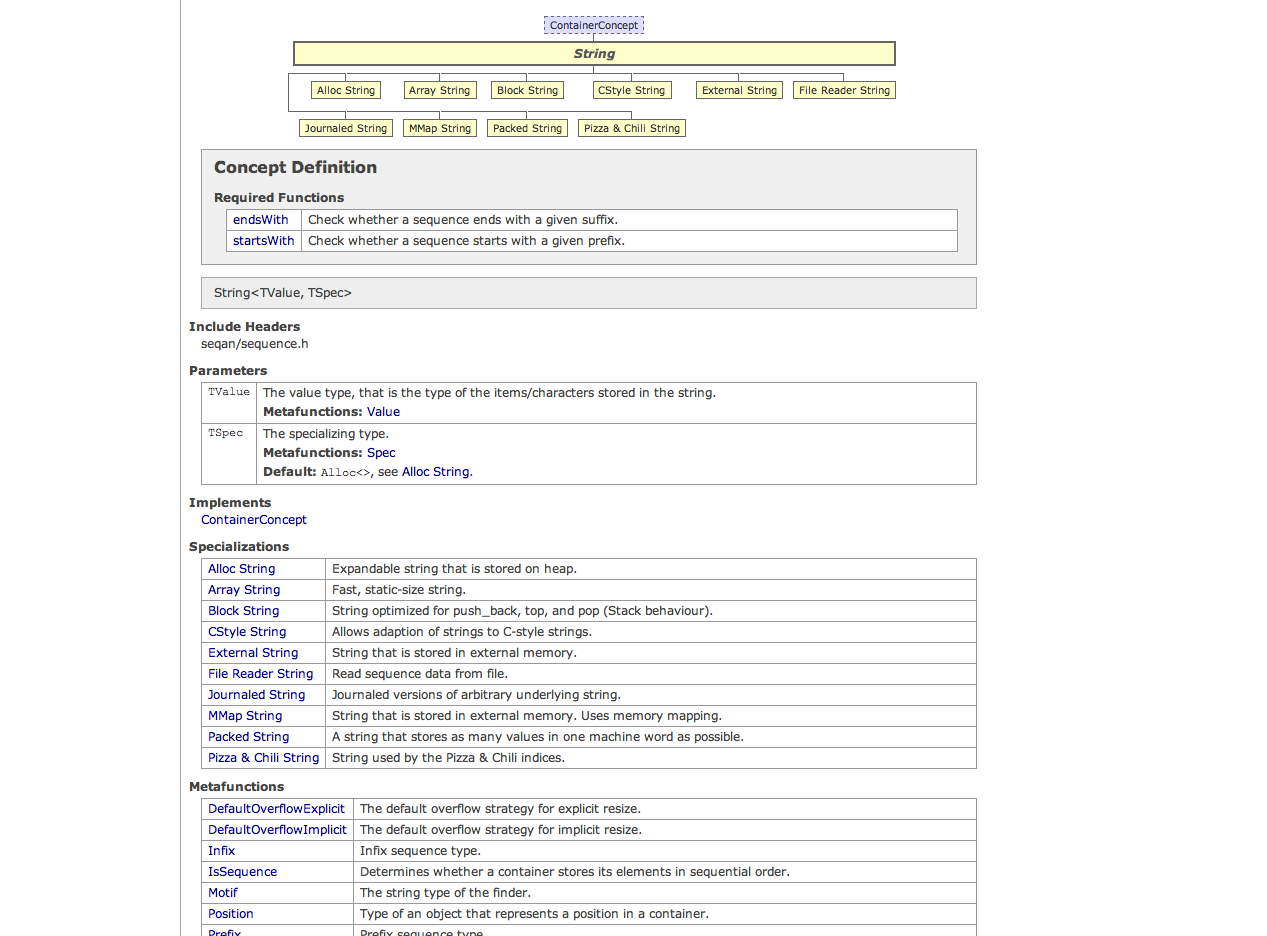 ContainerConcept
String
Alloc String Array String Block String CStyle String External String File Reader String
Journaled String MMap String Packed String Pizza & Chili String
Concept Definition
Required Functions
endsWith Check whether a sequence ends with a given suffix.
startsWith Check whether a sequence starts with a given prefix.
String<TValue, TSpec>
Include Headers
seqan/sequence.h
Parameters
TValue The value type, that is the type of the items/characters stored in the string.
Metafunctions: Value
TSpec The specializing type.
Metafunctions: Spec
Default: Alloc<>, see Alloc String.
Implements
ContainerConcept
Specializations
Alloc String Expandable string that is stored on heap.
Array String Fast, static-size string.
Block String String optimized for push_back, top, and pop (Stack behaviour).
CStyle String Allows adaption of strings to C-style strings.
External String String that is stored in external memory.
File Reader String Read sequence data from file.
Journaled String Journaled versions of arbitrary underlying string.
MMap String String that is stored in external memory. Uses memory mapping.
Packed String A string that stores as many values in one machine word as possible.
Pizza & Chili String String used by the Pizza & Chili indices.
Metafunctions
DefaultOverflowExplicit The default overflow strategy for explicit resize.
DefaultOverflowImplicit The default overflow strategy for implicit resize.
Infix Infix sequence type.
IsSequence Determines whether a container stores its elements in sequential order.
Motif The string type of the finder.
Position Type of an object that represents a position in a container.
Prefix Prefix sequence type.